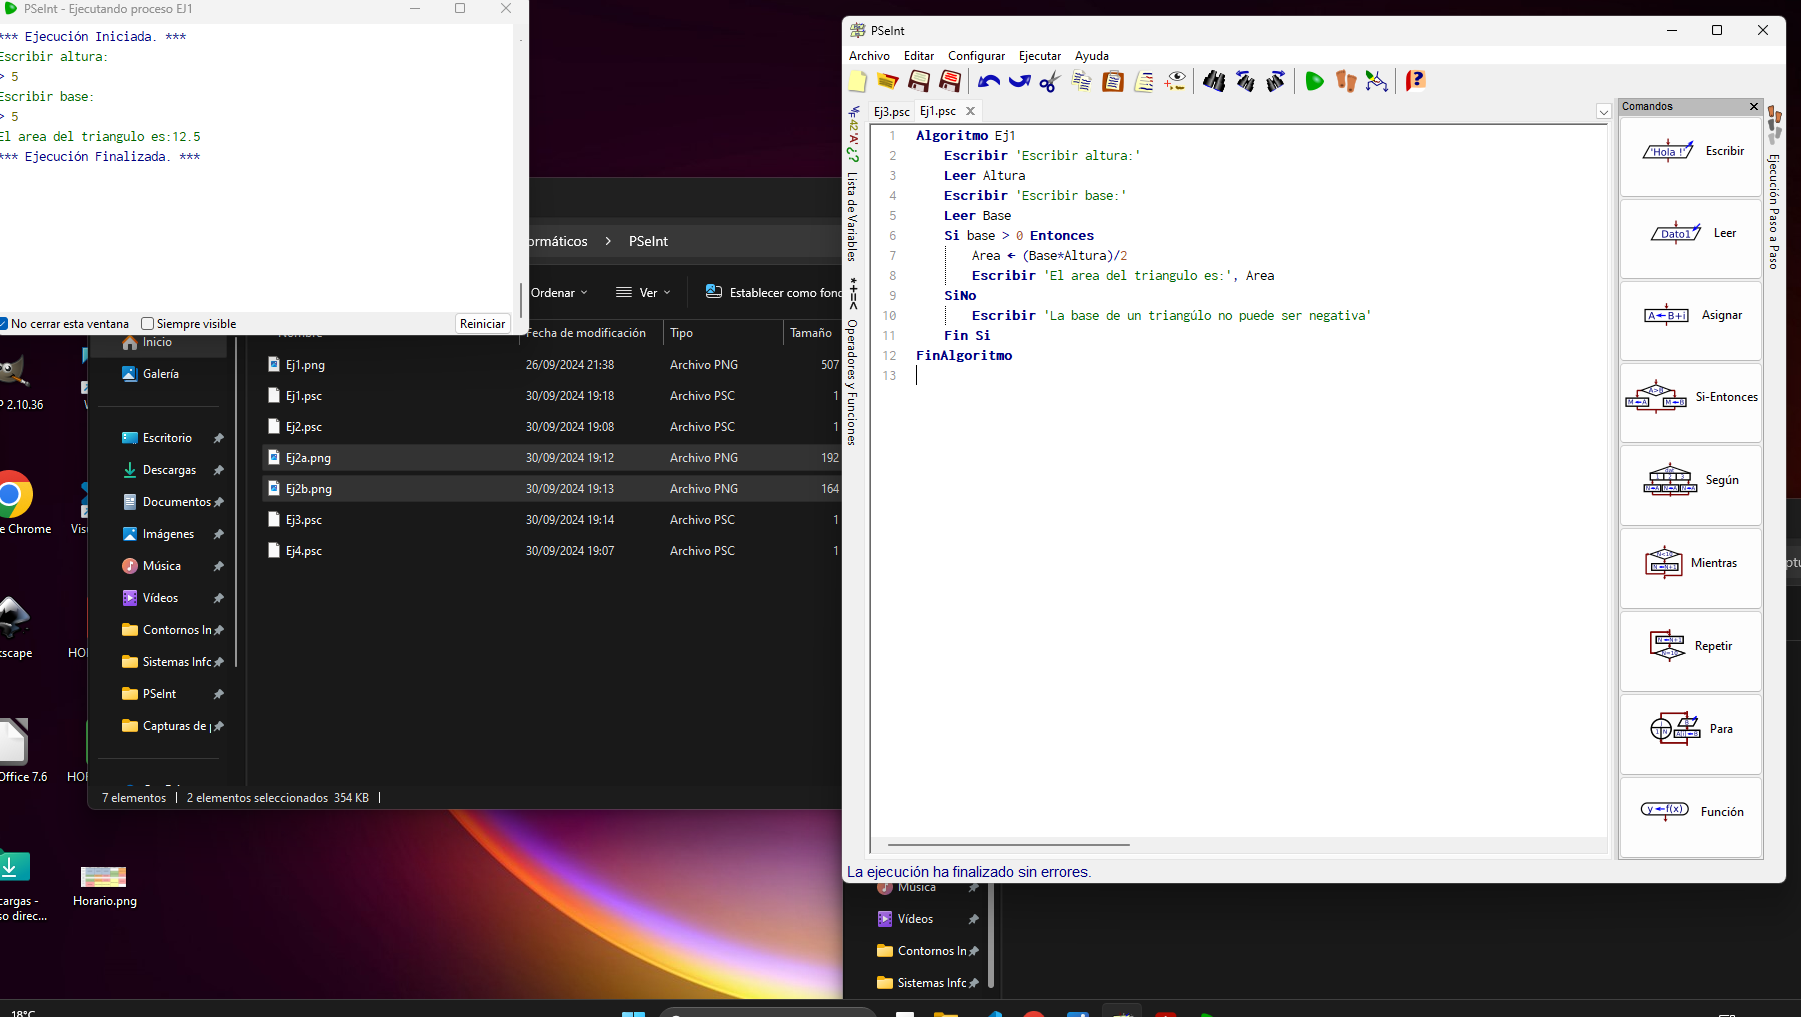 PSeInt - Ejecutando proceso EJ1
*** Ejecución Iniciada. ***
Escribir altura:
> 5
Escribir base:
> 5
El area del triangulo es:12.5
*** Ejecución Finalizada. ***
No cerrar esta ventana
Siempre visible
Reiniciar
ormáticos > PSeInt
Ordenar
Ver
Establecer como fond
Nombre
Fecha de modificación
Tipo
Tamaño
Ej1.png 26/09/2024 21:38 Archivo PNG 507
Ej1.psc 30/09/2024 19:18 Archivo PSC 1
Ej2.psc 30/09/2024 19:08 Archivo PSC 1
Ej2a.png 30/09/2024 19:12 Archivo PNG 192
Ej2b.png 30/09/2024 19:13 Archivo PNG 164
Ej3.psc 30/09/2024 19:14 Archivo PSC 1
Ej4.psc 30/09/2024 19:07 Archivo PSC 1
Inicio
Galería
Escritorio
Descargas
Documentos
Imágenes
Música
Vídeos
Contornos In
Sistemas Infc
PSeInt
Capturas de
7 elementos
2 elementos seleccionados 354 KB
P 2.10.36
e Chrome
Visu
kscape
HOI
Office 7.6
HOI
cargas -
so direc...
Horario.png
18°C
PSeInt
Archivo Editar Configurar Ejecutar Ayuda
Ej3.psc
Ej1.psc
Lista de Variables
*+=<
Operadores y Funciones
1 Algoritmo Ej1
2 Escribir 'Escribir altura:'
3 Leer Altura
4 Escribir 'Escribir base:'
5 Leer Base
6 Si base > 0 Entonces
7 Area ← (Base*Altura)/2
8 Escribir 'El area del triangulo es:', Area
9 SiNo
10 Escribir 'La base de un triangúlo no puede ser negativa'
11 Fin Si
12 FinAlgoritmo
13
Comandos
'Hola !' Escribir
Dato1 Leer
A←B+i Asignar
A>B M←A M←B Si-Entonces
Según
Mientras
Repetir
Para
y←f(x) Función
Ejecución Paso a Paso
La ejecución ha finalizado sin errores.
Música
Vídeos
Contornos In
Sistemas Infc
ptu